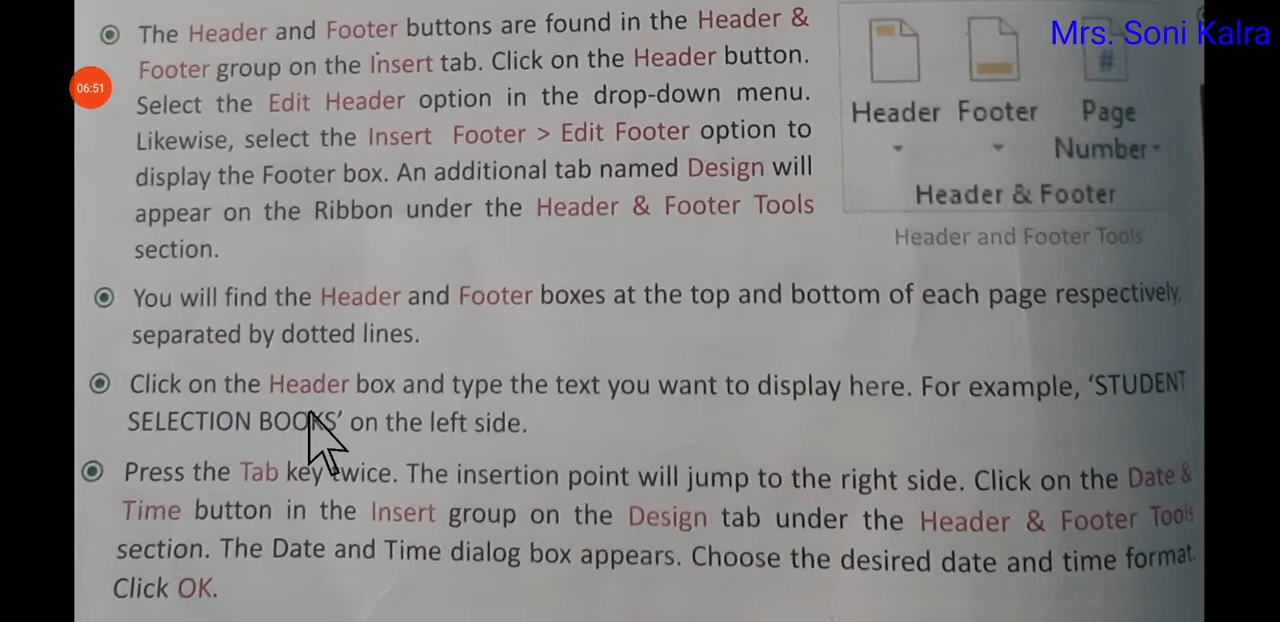 The Header and Footer buttons are found in the Header &
Footer group on the Insert tab. Click on the Header button.
Select the Edit Header option in the drop-down menu.
Likewise, select the Insert Footer > Edit Footer option to
display the Footer box. An additional tab named Design will
appear on the Ribbon under the Header & Footer Tools
section.
Mrs. Soni Kalra
06:51
#
Header Footer Page
Number
Header & Footer
Header and Footer Tools
You will find the Header and Footer boxes at the top and bottom of each page respectively,
separated by dotted lines.
Click on the Header box and type the text you want to display here. For example, ‘STUDENT
SELECTION BOOKS’ on the left side.
Press the Tab key twice. The insertion point will jump to the right side. Click on the Date &
Time button in the Insert group on the Design tab under the Header & Footer Tools
section. The Date and Time dialog box appears. Choose the desired date and time format.
Click OK.